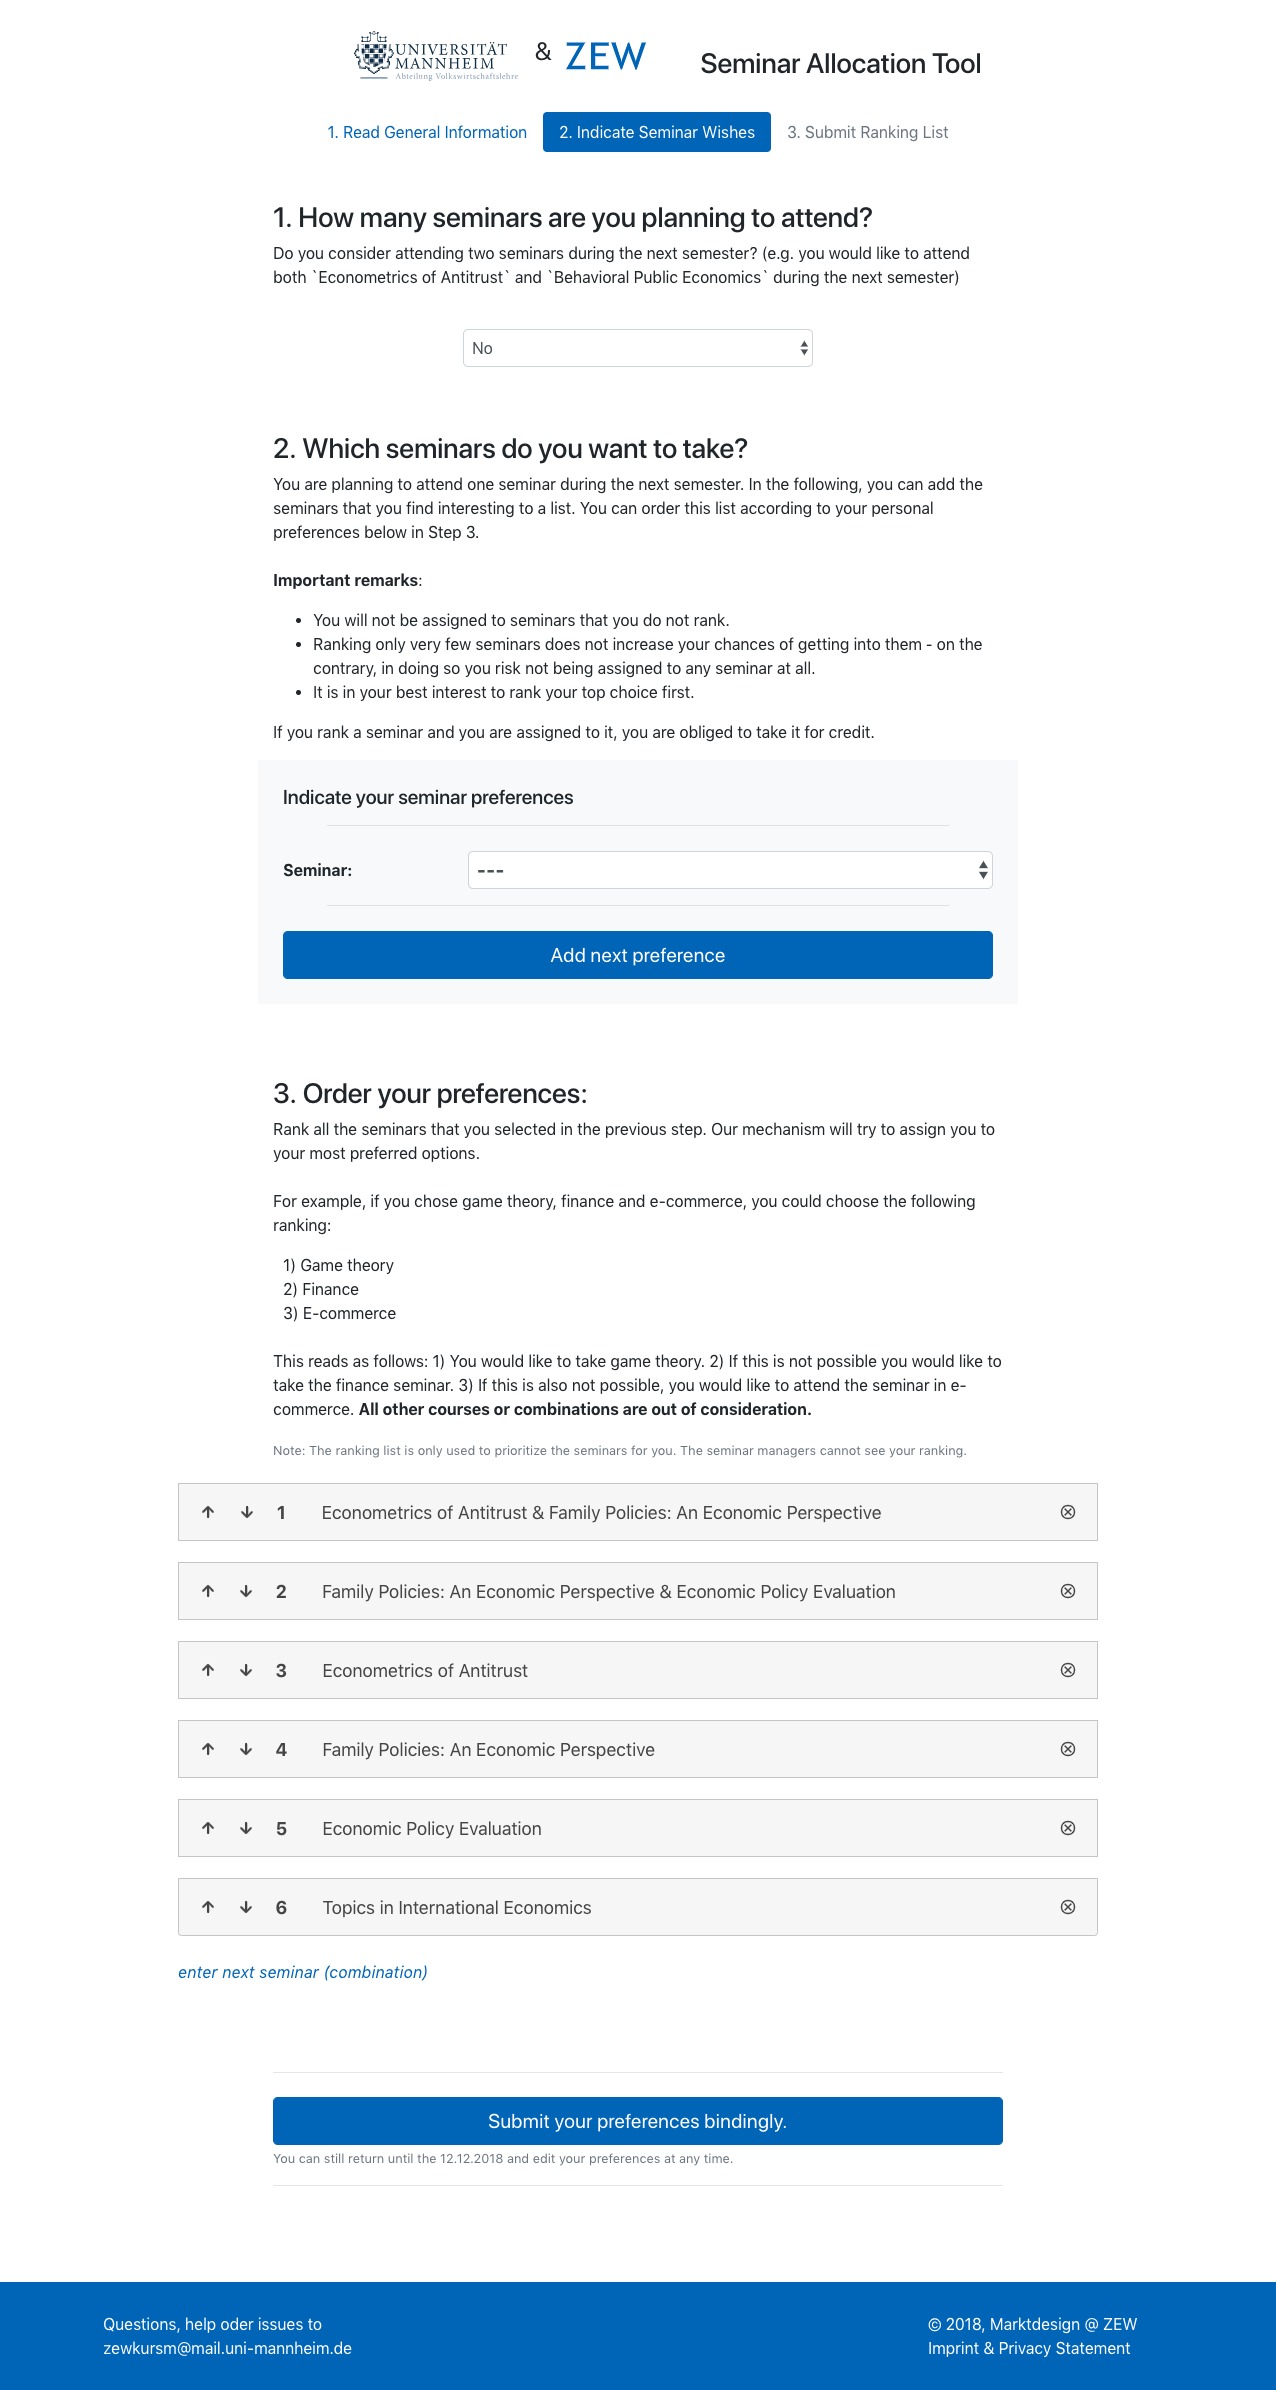 UNIVERSITÄT
MANNHEIM
Abteilung Volkswirtschaftslehre
& ZEW
Seminar Allocation Tool
1. Read General Information
2. Indicate Seminar Wishes
3. Submit Ranking List
1. How many seminars are you planning to attend?
Do you consider attending two seminars during the next semester? (e.g. you would like to attend
both `Econometrics of Antitrust` and `Behavioral Public Economics` during the next semester)
No
2. Which seminars do you want to take?
You are planning to attend one seminar during the next semester. In the following, you can add the
seminars that you find interesting to a list. You can order this list according to your personal
preferences below in Step 3.
Important remarks:
• You will not be assigned to seminars that you do not rank.
• Ranking only very few seminars does not increase your chances of getting into them - on the
contrary, in doing so you risk not being assigned to any seminar at all.
• It is in your best interest to rank your top choice first.
If you rank a seminar and you are assigned to it, you are obliged to take it for credit.
Indicate your seminar preferences
Seminar:
---
Add next preference
3. Order your preferences:
Rank all the seminars that you selected in the previous step. Our mechanism will try to assign you to
your most preferred options.
For example, if you chose game theory, finance and e-commerce, you could choose the following
ranking:
1) Game theory
2) Finance
3) E-commerce
This reads as follows: 1) You would like to take game theory. 2) If this is not possible you would like to
take the finance seminar. 3) If this is also not possible, you would like to attend the seminar in e-
commerce. All other courses or combinations are out of consideration.
Note: The ranking list is only used to prioritize the seminars for you. The seminar managers cannot see your ranking.
1 Econometrics of Antitrust & Family Policies: An Economic Perspective
2 Family Policies: An Economic Perspective & Economic Policy Evaluation
3 Econometrics of Antitrust
4 Family Policies: An Economic Perspective
5 Economic Policy Evaluation
6 Topics in International Economics
enter next seminar (combination)
Submit your preferences bindingly.
You can still return until the 12.12.2018 and edit your preferences at any time.
Questions, help oder issues to
zewkursm@mail.uni-mannheim.de
© 2018, Marktdesign @ ZEW
Imprint & Privacy Statement